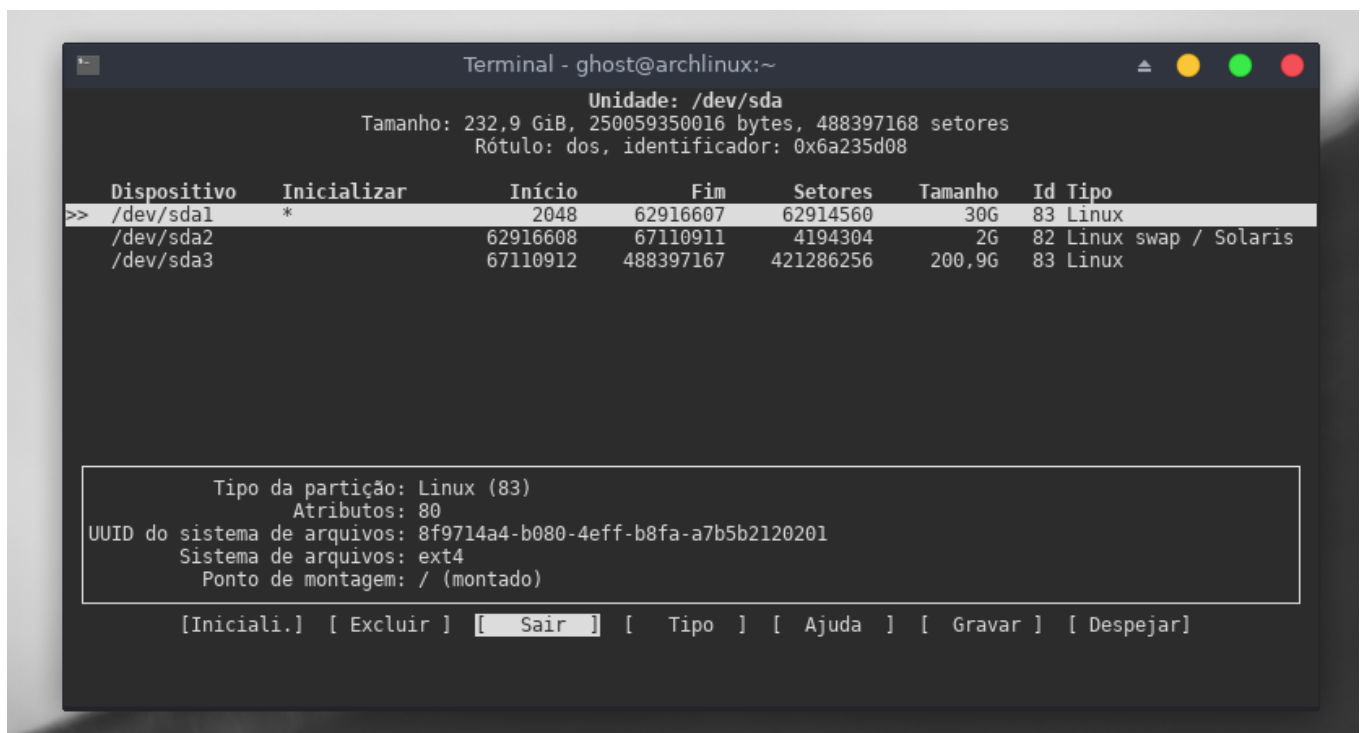 Terminal - ghost@archlinux:~
Unidade: /dev/sda
Tamanho: 232,9 GiB, 250059350016 bytes, 488397168 setores
Rótulo: dos, identificador: 0x6a235d08
Dispositivo Inicializar Início Fim Setores Tamanho Id Tipo
>> /dev/sda1 * 2048 62916607 62914560 30G 83 Linux
/dev/sda2 62916608 67110911 4194304 2G 82 Linux swap / Solaris
/dev/sda3 67110912 488397167 421286256 200,9G 83 Linux
Tipo da partição: Linux (83)
Atributos: 80
UUID do sistema de arquivos: 8f9714a4-b080-4eff-b8fa-a7b5b2120201
Sistema de arquivos: ext4
Ponto de montagem: / (montado)
[Iniciali.] [ Excluir ] [ Sair ] [ Tipo ] [ Ajuda ] [ Gravar ] [ Despejar]